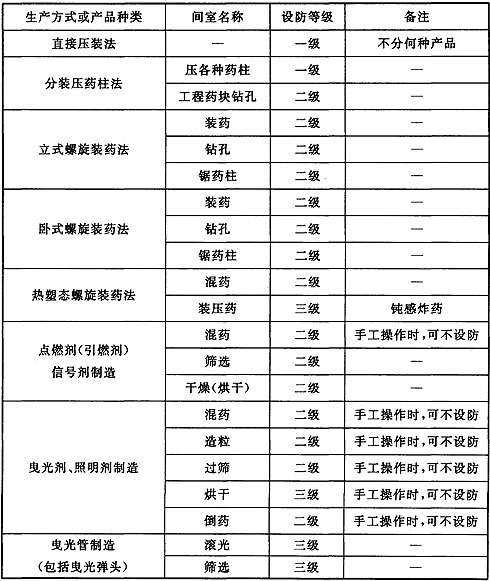 生产方式或产品种类 间室名称 设防等级 备注
直接压装法 — 一级 不分何种产品
分装压药柱法 压各种药柱 一级 —
工程药块钻孔 二级 —
立式螺旋装药法 装药 二级 —
钻孔 二级 —
锯药柱 二级 —
卧式螺旋装药法 装药 二级 —
钻孔 二级 —
锯药柱 二级 —
热塑态螺旋装药法 混药 二级 —
装压药 三级 钝感炸药
点燃剂(引燃剂) 信号剂制造 混药 二级 手工操作时,可不设防
筛选 二级 —
干燥(烘干) 二级 —
曳光剂、照明剂制造 混药 二级 手工操作时,可不设防
造粒 二级 手工操作时,可不设防
过筛 二级 手工操作时,可不设防
烘干 三级 手工操作时,可不设防
倒药 二级 手工操作时,可不设防
曳光管制造 (包括曳光弹头) 滚光 三级 —
筛选 三级 —